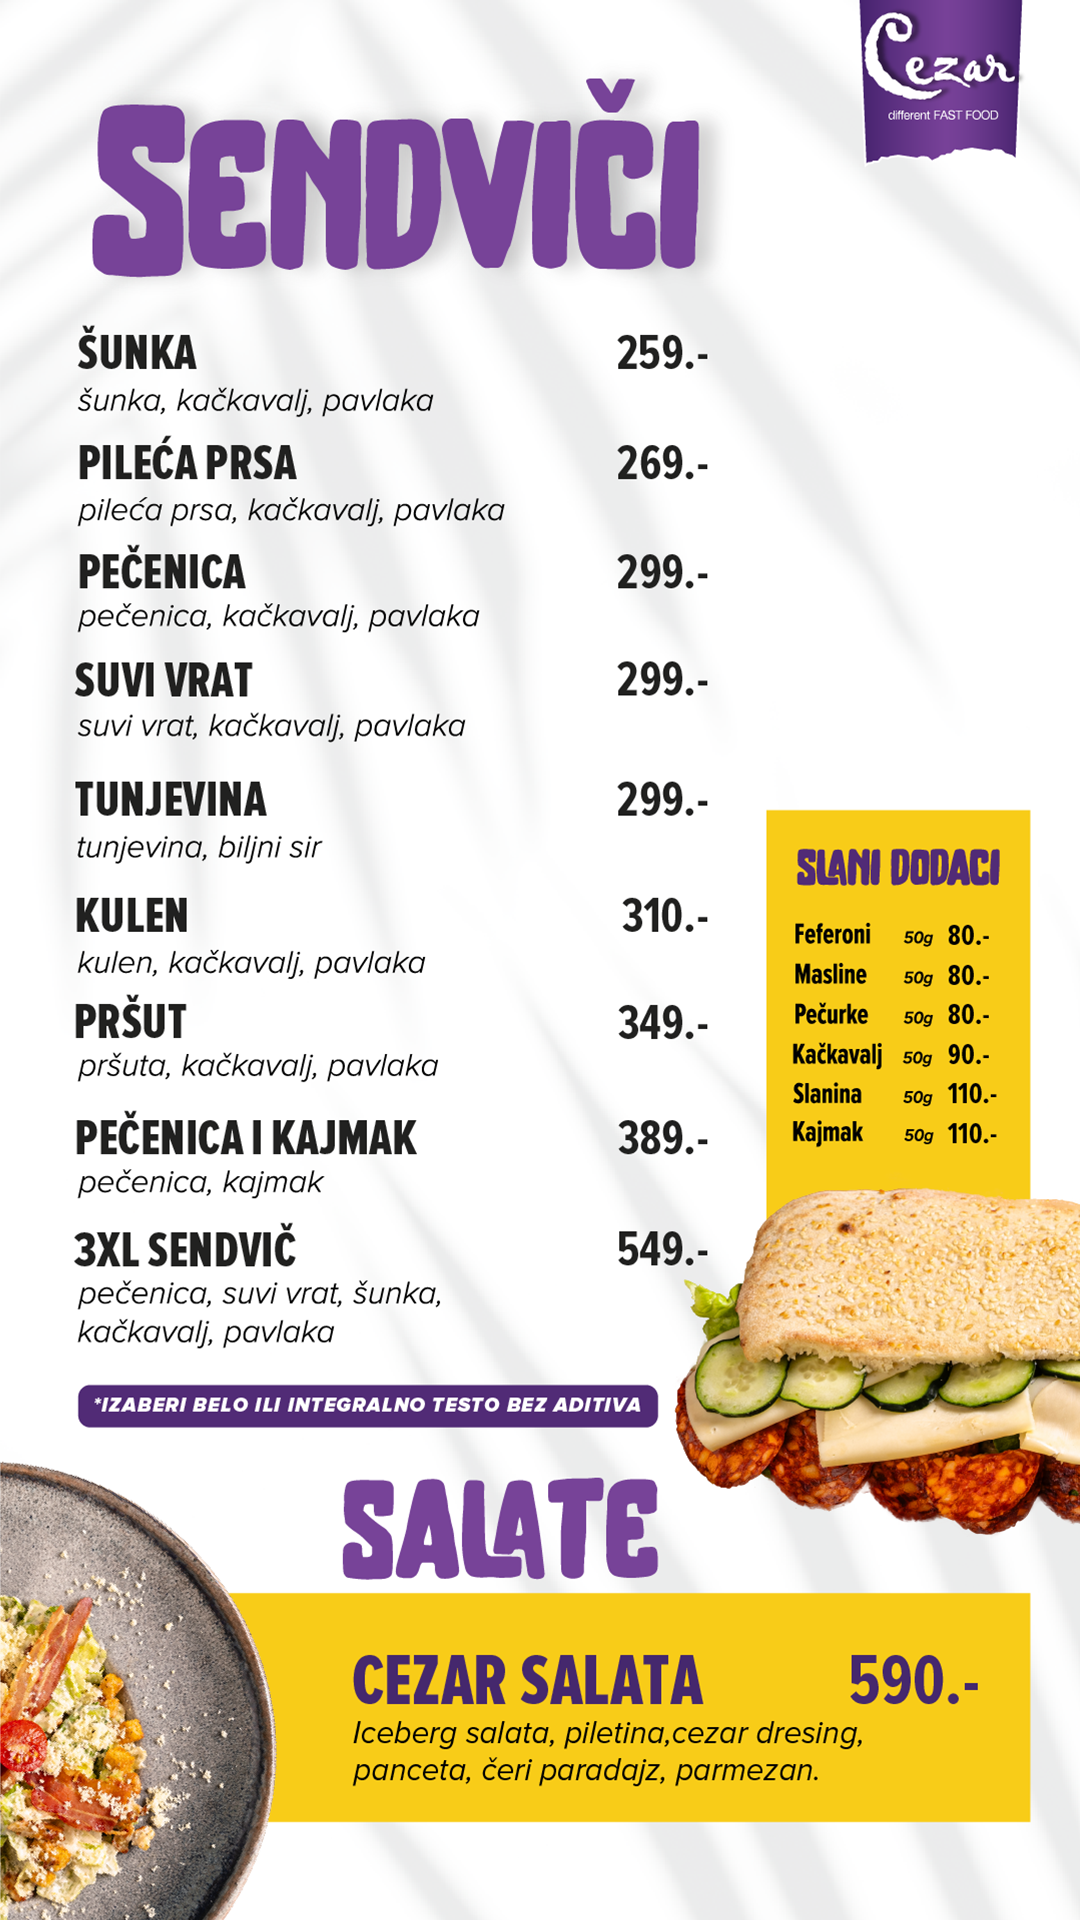 Cezar
different FAST FOOD
SENDVIČI
ŠUNKA 259.-
šunka, kačkavalj, pavlaka
PILEĆA PRSA 269.-
pileća prsa, kačkavalj, pavlaka
PEČENICA 299.-
pečenica, kačkavalj, pavlaka
SUVI VRAT 299.-
suvi vrat, kačkavalj, pavlaka
TUNJEVINA 299.-
tunjevina, biljni sir
KULEN 310.-
kulen, kačkavalj, pavlaka
PRŠUT 349.-
pršuta, kačkavalj, pavlaka
PEČENICA I KAJMAK 389.-
pečenica, kajmak
3XL SENDVIČ 549.-
pečenica, suvi vrat, šunka,
kačkavalj, pavlaka
*IZABERI BELO ILI INTEGRALNO TESTO BEZ ADITIVA
SLANI DODACI
Feferoni 50g 80.-
Masline 50g 80.-
Pečurke 50g 80.-
Kačkavalj 50g 90.-
Slanina 50g 110.-
Kajmak 50g 110.-
SALATE
CEZAR SALATA 590.-
Iceberg salata, piletina,cezar dresing,
panceta, čeri paradajz, parmezan.